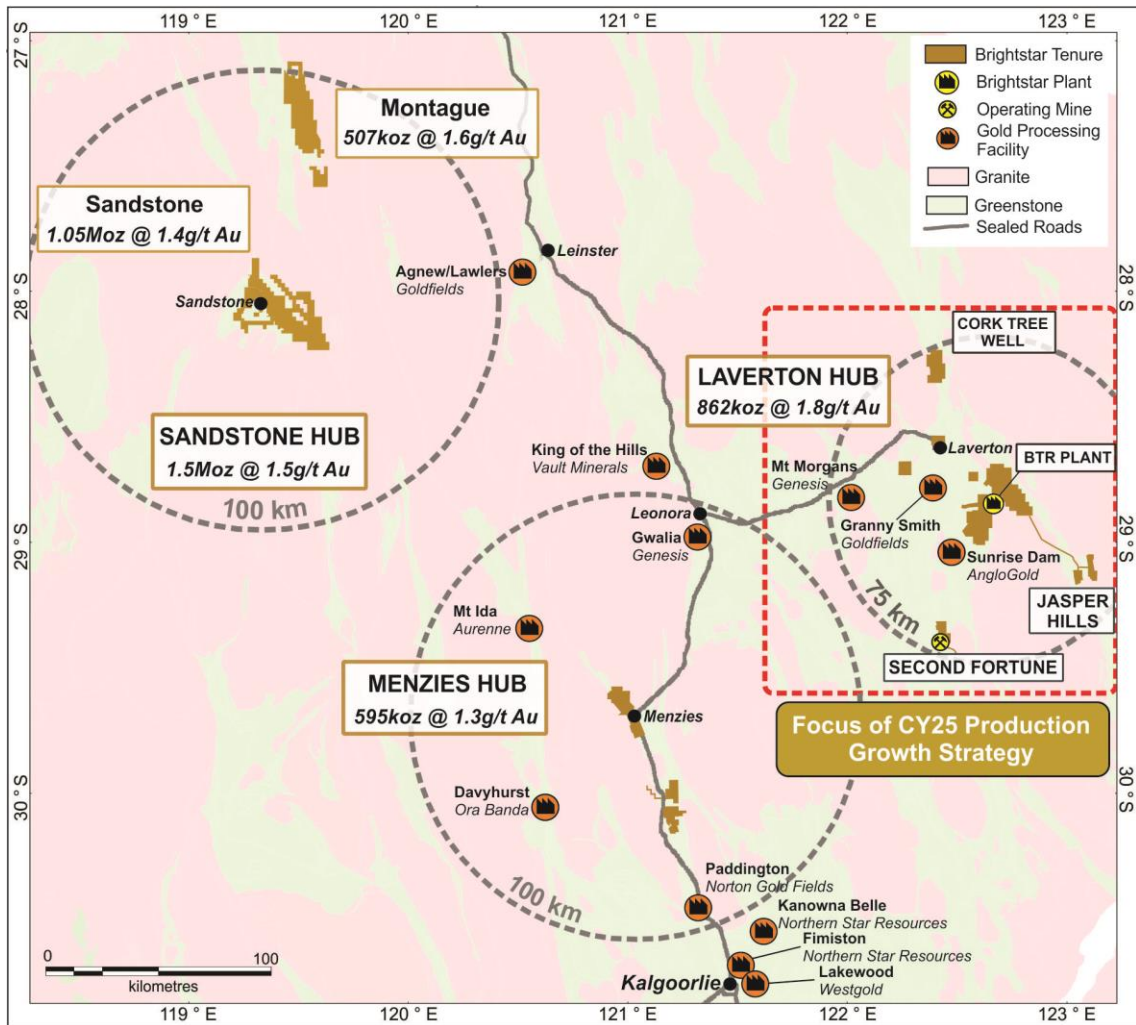 119 ° E
120 ° E
121 ° E
122 ° E
123 ° E
27° S
28° S
29° S
30° S
28° S
29° S
30° S
Brightstar Tenure
Brightstar Plant
Operating Mine
Gold Processing
Facility
Granite
Greenstone
Sealed Roads
Montague
507koz @ 1.6g/t Au
Sandstone
1.05Moz @ 1.4g/t Au
Sandstone
SANDSTONE HUB
1.5Moz @ 1.5g/t Au
100 km
Leinster
Agnew/Lawlers
Goldfields
CORK TREE
WELL
LAVERTON HUB
862koz @ 1.8g/t Au
Laverton
BTR PLANT
King of the Hills
Vault Minerals
Mt Morgans
Genesis
Granny Smith
Goldfields
Leonora
Gwalia
Genesis
Sunrise Dam
AngloGold
JASPER
HILLS
75 km
SECOND FORTUNE
Mt Ida
Aurenne
MENZIES HUB
595koz @ 1.3g/t Au
Menzies
Focus of CY25 Production
Growth Strategy
Davyhurst
Ora Banda
100 km
Paddington
Norton Gold Fields
Kanowna Belle
Northern Star Resources
Fimiston
Northern Star Resources
Lakewood
Westgold
Kalgoorlie
0
100
kilometres
119 ° E
120 ° E
121 ° E
122 ° E
123 ° E